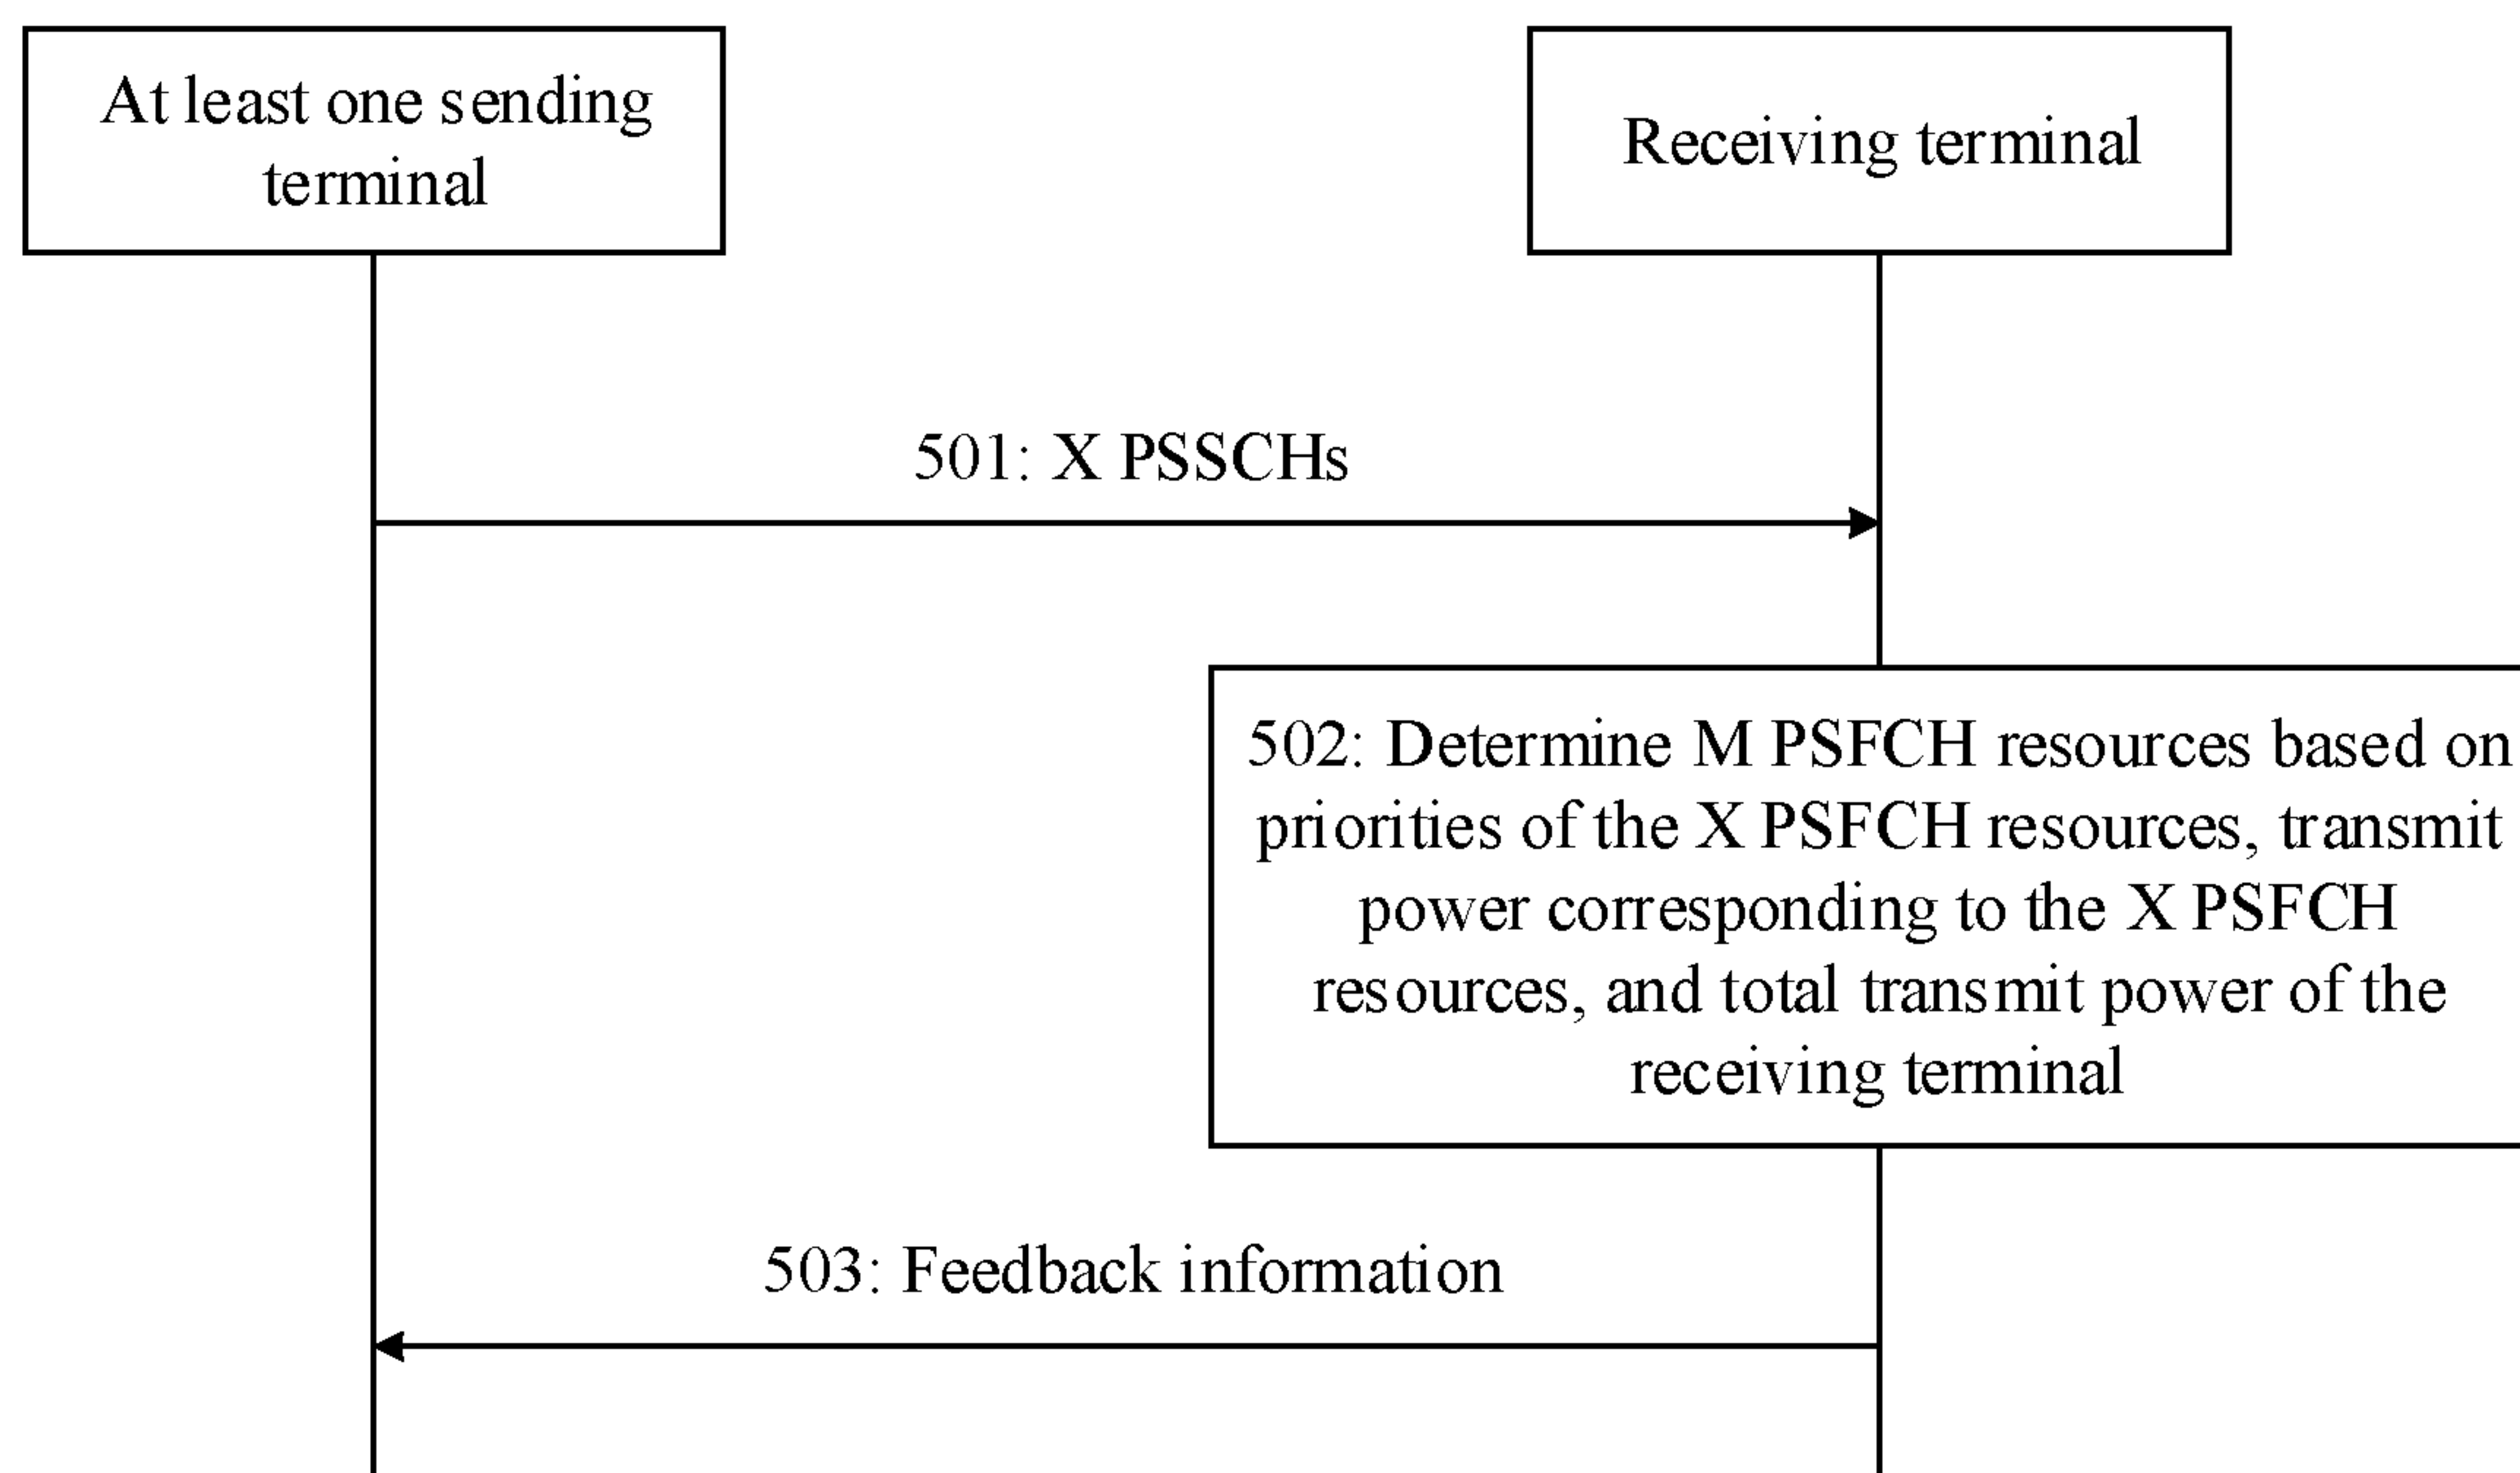 At least one sending
terminal
Receiving terminal
501: X PSSCHs
502: Determine M PSFCH resources based on
priorities of the X PSFCH resources, transmit
power corresponding to the X PSFCH
resources, and total transmit power of the
receiving terminal
503: Feedback information